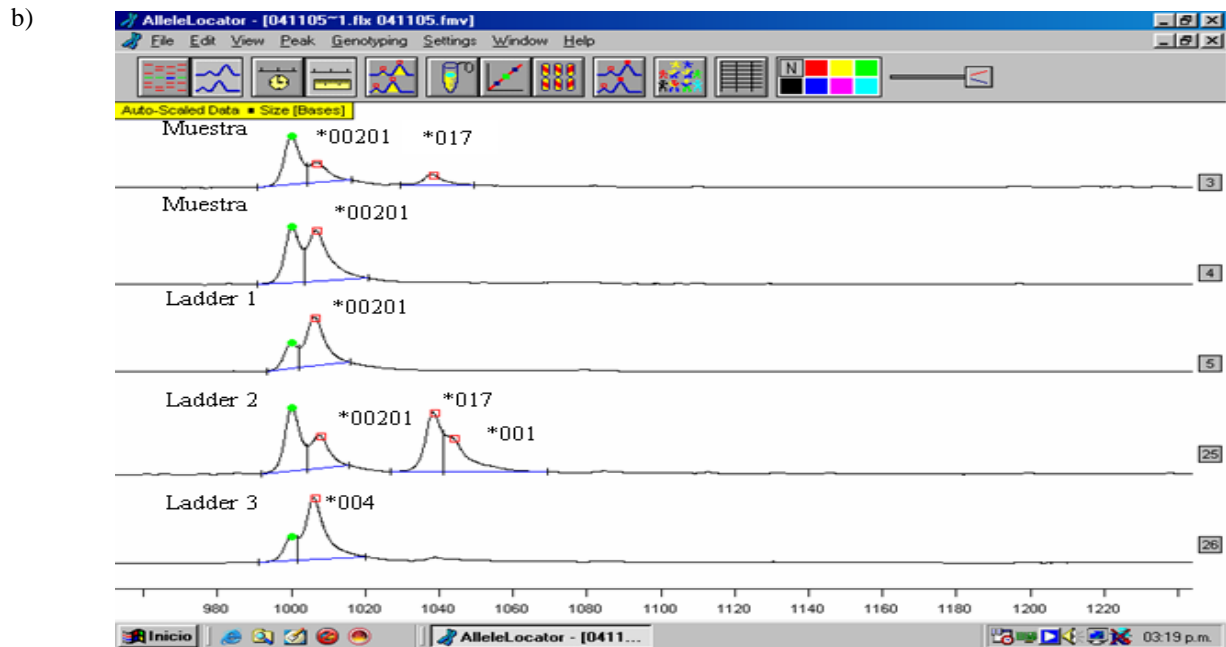 b)
AlleleLocator - [041105~1.flx 041105.fmv]
File Edit View Peak Genotyping Settings Window Help
N
Auto-Scaled Data ▪ Size [Bases]
Muestra *00201 *017
3
Muestra *00201
4
Ladder 1 *00201
5
Ladder 2 *00201 *017 *001
25
Ladder 3 *004
26
980 1000 1020 1040 1060 1080 1100 1120 1140 1160 1180 1200 1220
Inicio AlleleLocator - [0411... 03:19 p.m.